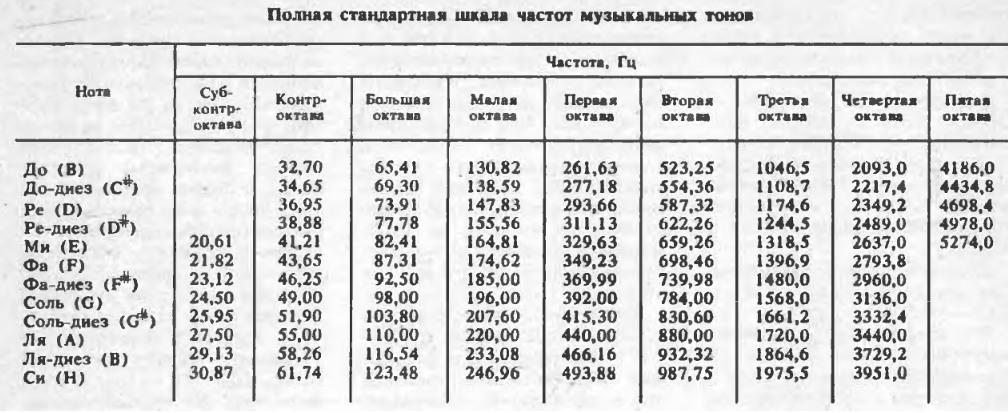 Полная стандартная шкала частот музыкальных тонов
Частота, Гц
Нота
Суб-
контр-
октава
Контр-
октава
Большая
октава
Малая
октава
Первая
октава
Вторая
октава
Третья
октава
Четвертая
октава
Пятая
октава
До (B) 32,70 65,41 130,82 261,63 523,25 1046,5 2093,0 4186,0
До-диез (C#) 34,65 69,30 138,59 277,18 554,36 1108,7 2217,4 4434,8
Ре (D) 36,95 73,91 147,83 293,66 587,32 1174,6 2349,2 4698,4
Ре-диез (D#) 38,88 77,78 155,56 311,13 622,26 1244,5 2489,0 4978,0
Ми (E) 20,61 41,21 82,41 164,81 329,63 659,26 1318,5 2637,0 5274,0
Фа (F) 21,82 43,65 87,31 174,62 349,23 698,46 1396,9 2793,8
Фа-диез (F#) 23,12 46,25 92,50 185,00 369,99 739,98 1480,0 2960,0
Соль (G) 24,50 49,00 98,00 196,00 392,00 784,00 1568,0 3136,0
Соль-диез (G#) 25,95 51,90 103,80 207,60 415,30 830,60 1661,2 3332,4
Ля (A) 27,50 55,00 110,00 220,00 440,00 880,00 1720,0 3440,0
Ля-диез (B) 29,13 58,26 116,54 233,08 466,16 932,32 1864,6 3729,2
Си (H) 30,87 61,74 123,48 246,96 493,88 987,75 1975,5 3951,0